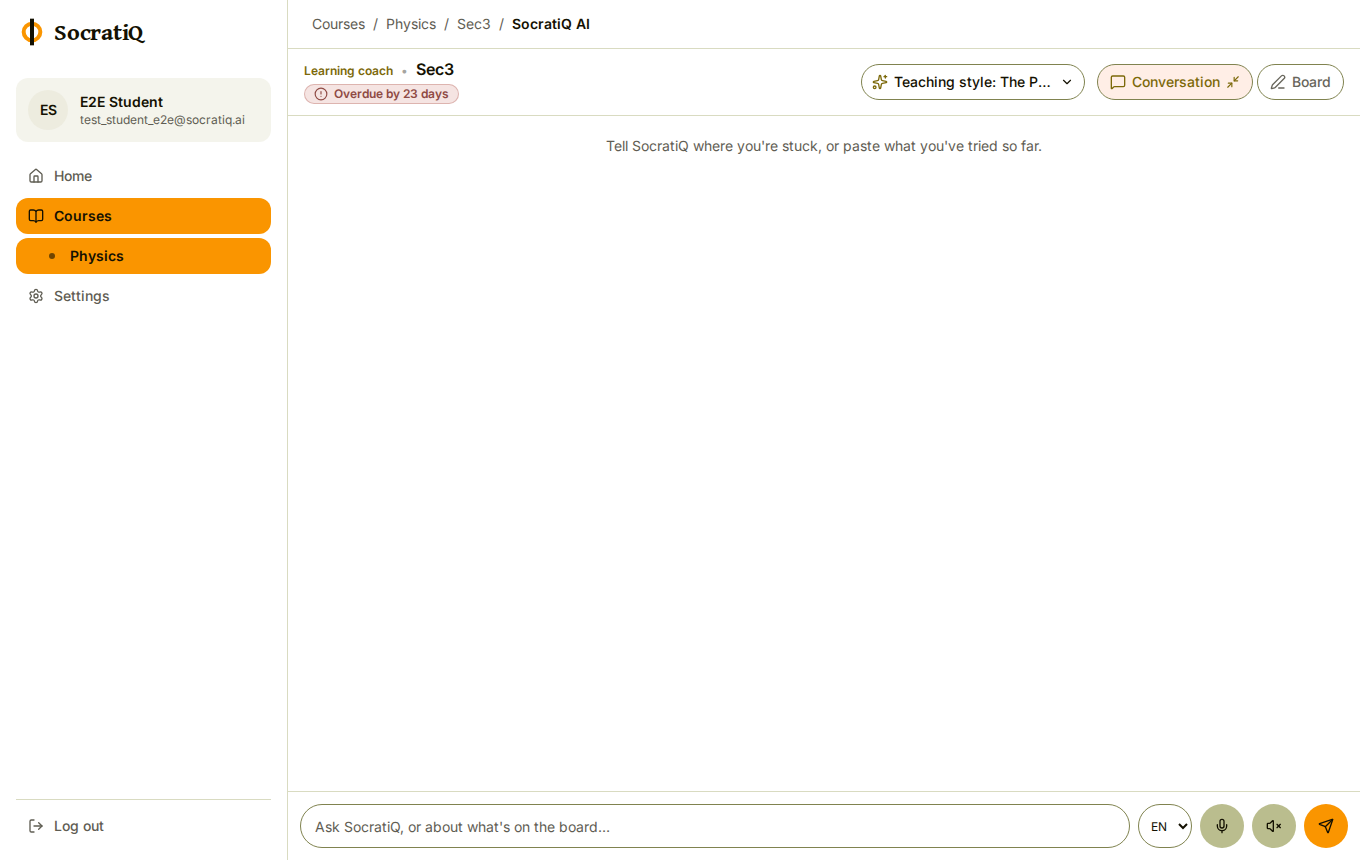 SocratiQ
ES
E2E Student
test_student_e2e@socratiq.ai
Home
Courses
Physics
Settings
Log out
Courses / Physics / Sec3 / SocratiQ AI
Learning coach • Sec3
Overdue by 23 days
Teaching style: The P...
Conversation
Board
Tell SocratiQ where you're stuck, or paste what you've tried so far.
Ask SocratiQ, or about what's on the board...
EN